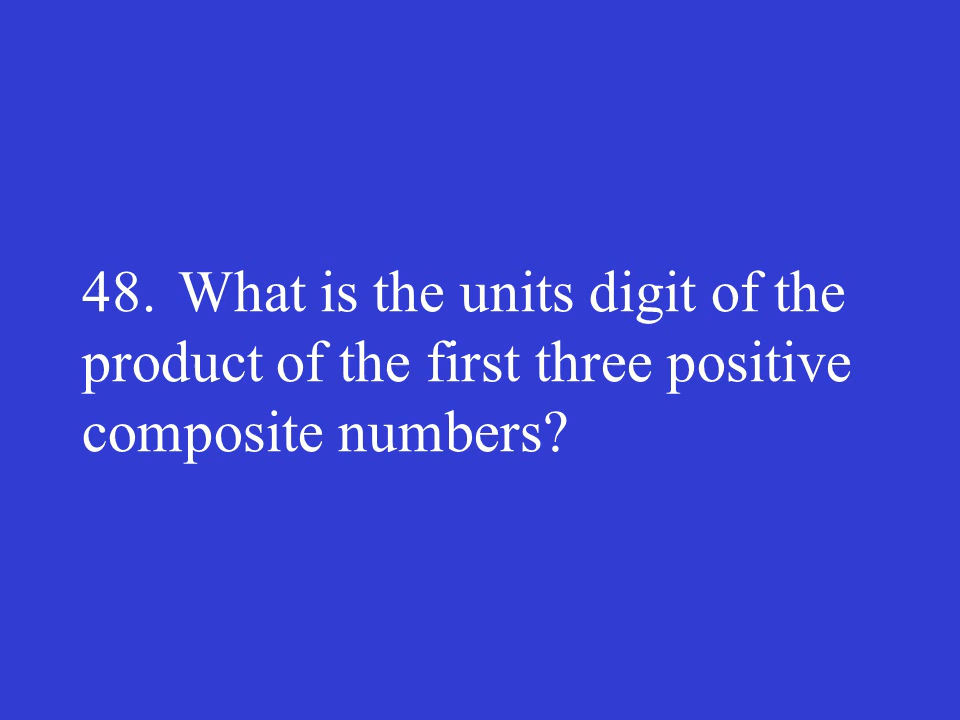 48. What is the units digit of the
product of the first three positive
composite numbers?